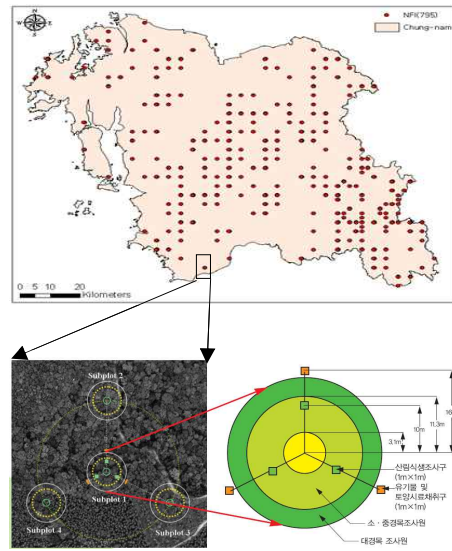 NFI(795)
Chung-nam
0 5 10 20
Kilometers
Subplot 2
Subplot 1
Subplot 4
Subplot 3
16
11.3m
10m
3.1m
산림식생조사구
(1m×1m)
유기물 및
토양시료채취구
(1m×1m)
소·중경목조사원
대경목 조사원